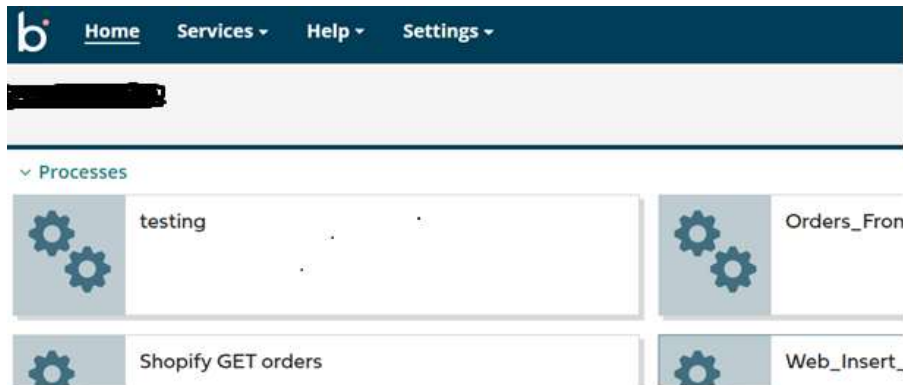 b Home Services Help Settings
Processes
testing
Orders_Fron
Shopify GET orders
Web_Insert_